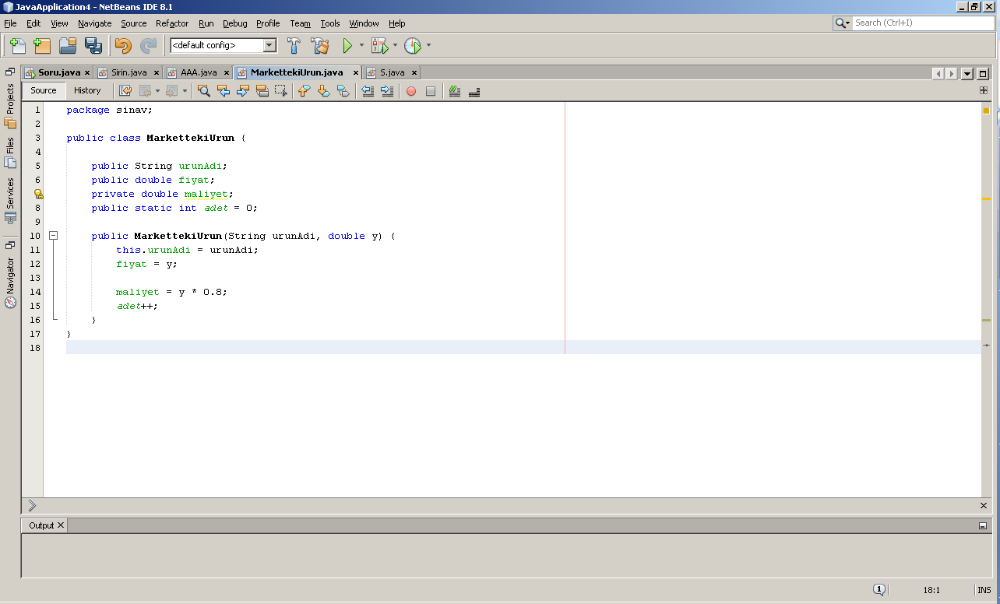 JavaApplication4 - NetBeans IDE 8.1
File Edit View Navigate Source Refactor Run Debug Profile Team Tools Window Help
Search (Ctrl+I)
<default config>
Soru.java Sirin.java AAA.java MarkettekiUrun.java S.java
Source History
Projects
Files
Services
Navigator
1 package sinav;
2
3 public class MarkettekiUrun {
4
5 public String urunAdi;
6 public double fiyat;
private double maliyet;
8 public static int adet = 0;
9
10 public MarkettekiUrun(String urunAdi, double y) {
11 this.urunAdi = urunAdi;
12 fiyat = y;
13
14 maliyet = y * 0.8;
15 adet++;
16 }
17 }
18
Output
1 18:1 INS